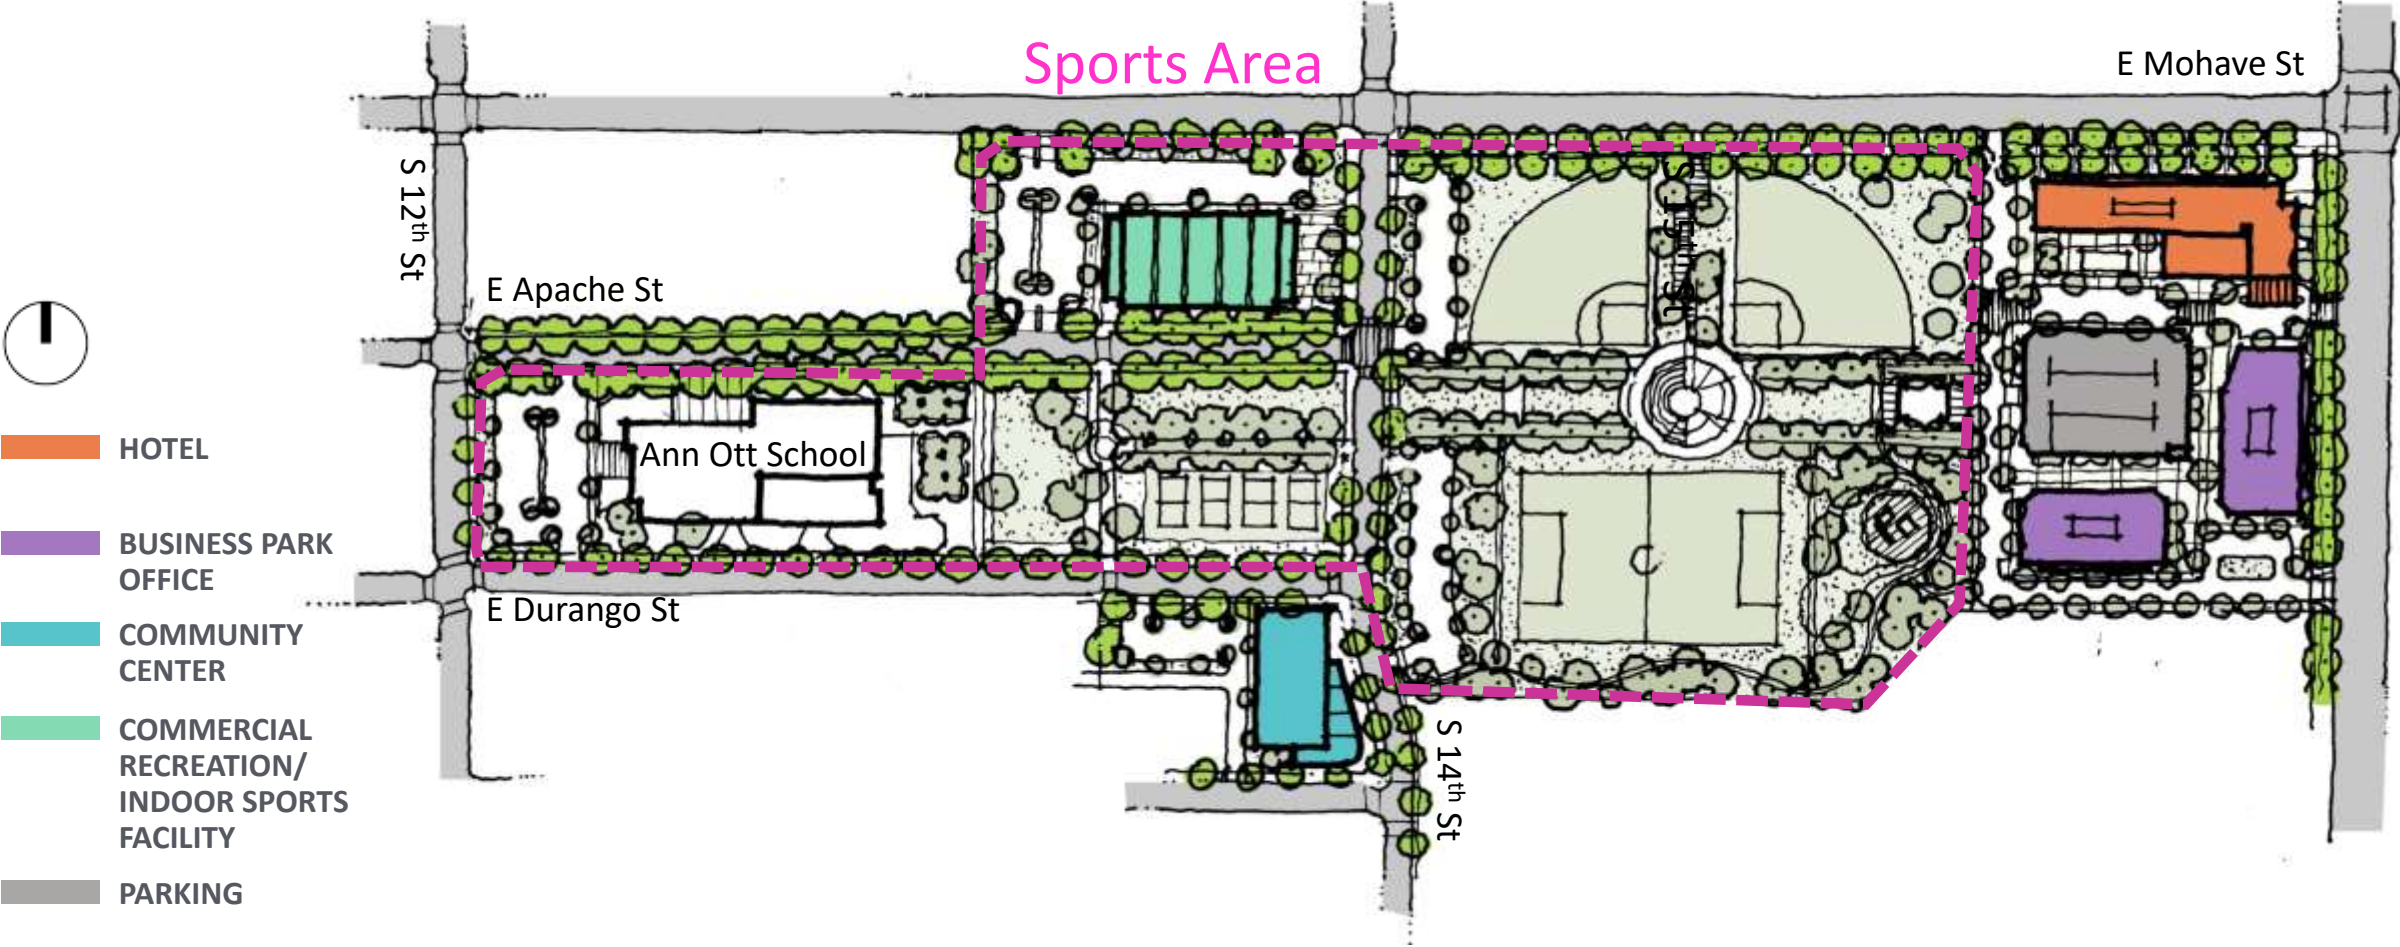 Sports Area
E Mohave St
S 12th St
S 15th St
E Apache St
Ann Ott School
E Durango St
S 14th St
HOTEL
BUSINESS PARK
OFFICE
COMMUNITY
CENTER
COMMERCIAL
RECREATION/
INDOOR SPORTS
FACILITY
PARKING